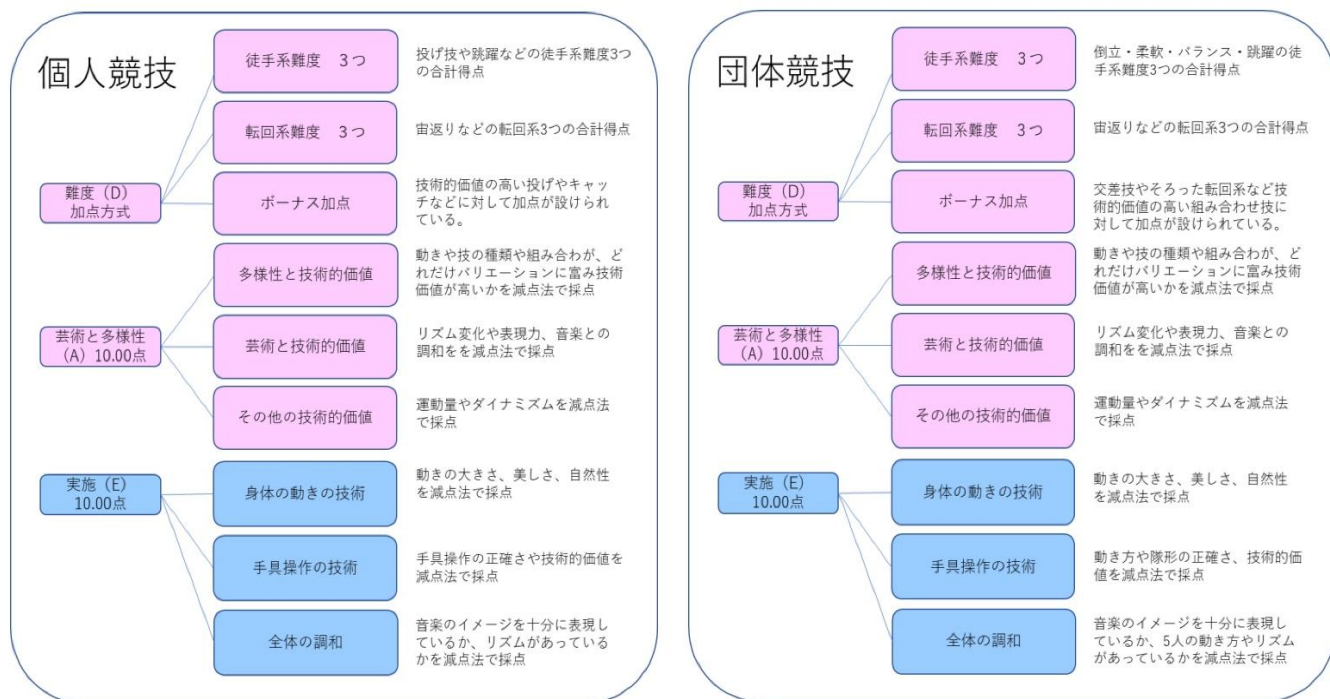 個人競技
徒手系難度　3つ
投げ技や跳躍などの徒手系難度3つ
の合計得点
転回系難度　3つ
宙返りなどの転回系3つの合計得点
難度（D）
加点方式
ボーナス加点
技術的価値の高い投げやキャッ
チなどに対して加点が設けられ
ている。
多様性と技術的価値
動きや技の種類や組み合わが、ど
れだけバリエーションに富み技術
価値が高いかを減点法で採点
芸術と多様性
（A）10.00点
芸術と技術的価値
リズム変化や表現力、音楽との
調和をを減点法で採点
その他の技術的価値
運動量やダイナミズムを減点法
で採点
実施（E）
10.00点
身体の動きの技術
動きの大きさ、美しさ、自然性
を減点法で採点
手具操作の技術
手具操作の正確さや技術的価値を
減点法で採点
全体の調和
音楽のイメージを十分に表現し
ているか、リズムがあっている
かを減点法で採点
団体競技
徒手系難度　3つ
倒立・柔軟・バランス・跳躍の徒
手系難度3つの合計得点
転回系難度　3つ
宙返りなどの転回系3つの合計得点
難度（D）
加点方式
ボーナス加点
交差技やそろった転回系など技
術的価値の高い組み合わせ技に
対して加点が設けられている。
多様性と技術的価値
動きや技の種類や組み合わが、ど
れだけバリエーションに富み技術
価値が高いかを減点法で採点
芸術と多様性
（A）10.00点
芸術と技術的価値
リズム変化や表現力、音楽との
調和をを減点法で採点
その他の技術的価値
運動量やダイナミズムを減点法
で採点
実施（E）
10.00点
身体の動きの技術
動きの大きさ、美しさ、自然性
を減点法で採点
手具操作の技術
動き方や隊形の正確さ、技術的価
値を減点法で採点
全体の調和
音楽のイメージを十分に表現し
ているか、5人の動き方やリズム
があっているかを減点法で採点